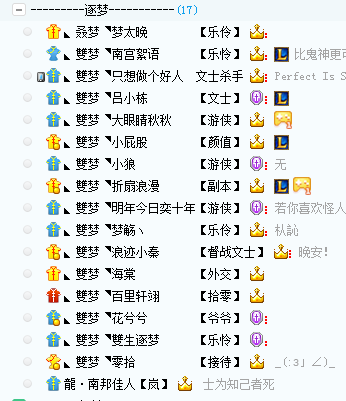 ----------逐梦------------(17)
叒梦 ◥梦太晚 【乐伶】
雙梦 ◥南宫絮语 【乐伶】 比鬼神更可
雙梦 ◥只想做个好人 文士杀手 Perfect Is S
雙梦 ◥吕小栋 【文士】
雙梦 ◥大眼睛秋秋 【游侠】
雙梦 ◥小屁股 【颜值】
雙梦 ◥小狼 【游侠】 无
雙梦 ◥折扇浪漫 【副本】
雙梦 ◥明年今日奕十年【游侠】 若你喜欢怪人
雙梦 ◥梦觞丶 【乐伶】
雙梦 ◥浪迹小秦 【督战文士】 晚安!
雙梦 ◥海棠 【外交】
雙梦 ◥百里轩翊 【拾零】
雙梦 ◥花兮兮 【爷爷】
雙梦 ◥雙生逐梦 【乐伶】
雙梦 ◥零拾 【接待】 _(:3」∠)_
龍·南邦佳人【岚】 士为知己者死